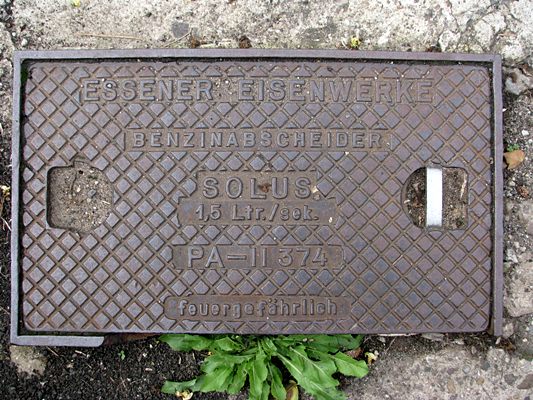 ESSENER EISENWERKE
BENZINABSCHEIDER
SOLUS
1,5 Ltr./sek.
PA—II 374
feuergefährlich